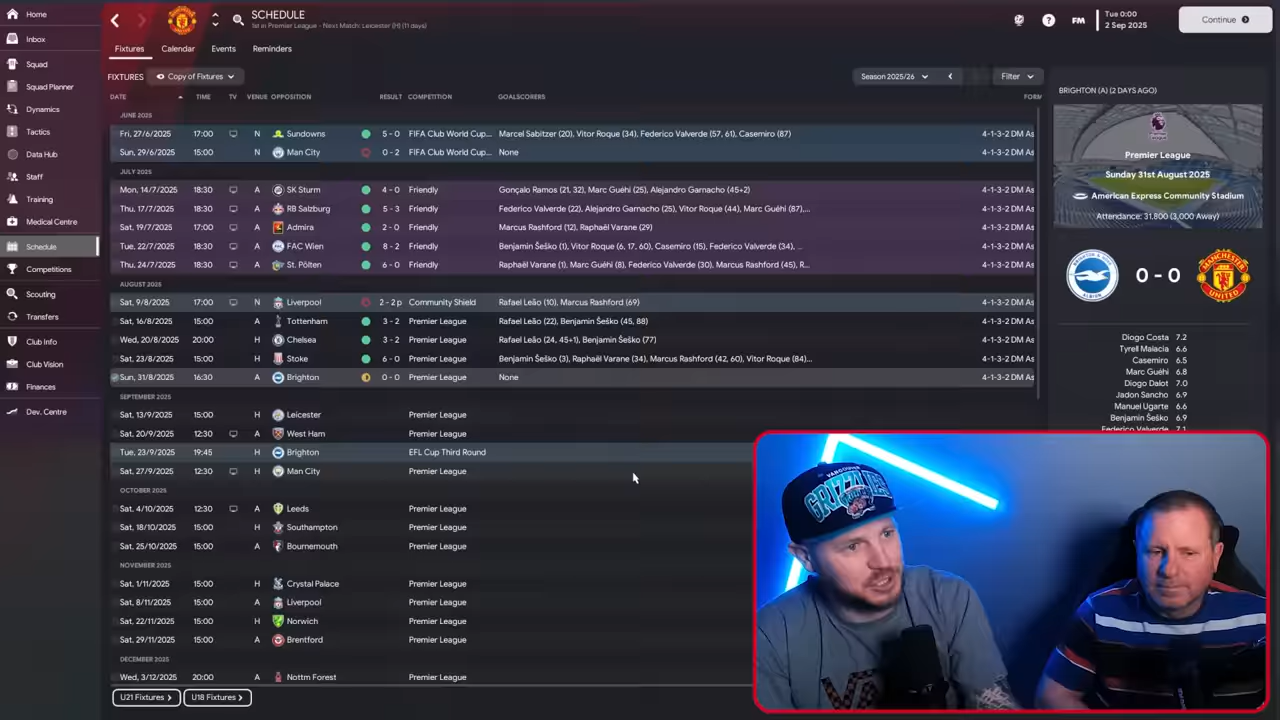 Home
Inbox
Squad
Squad Planner
Dynamics
Tactics
Data Hub
Staff
Training
Medical Centre
Schedule
Competitions
Scouting
Transfers
Club Info
Club Vision
Finances
Dev. Centre
SCHEDULE
1st in Premier League - Next Match: Leicester (H) (11 days)
FM
Tue 0:00
2 Sep 2025
Continue
Fixtures Calendar Events Reminders
FIXTURES Copy of Fixtures
Season 2025/26
Filter
DATE TIME TV VENUE OPPOSITION RESULT COMPETITION GOALSCORERS FORM
JUNE 2025
Fri, 27/6/2025 17:00 N Sundowns 5 - 0 FIFA Club World Cup... Marcel Sabitzer (20), Vitor Roque (34), Federico Valverde (57, 61), Casemiro (87) 4-1-3-2 DM As
Sun, 29/6/2025 15:00 N Man City 0 - 2 FIFA Club World Cup... None 4-1-3-2 DM As
JULY 2025
Mon, 14/7/2025 18:30 A SK Sturm 4 - 0 Friendly Gonçalo Ramos (21, 32), Marc Guéhi (25), Alejandro Garnacho (45+2) 4-1-3-2 DM As
Thu, 17/7/2025 18:30 A RB Salzburg 5 - 3 Friendly Federico Valverde (22), Alejandro Garnacho (25), Vitor Roque (44), Marc Guéhi (87),... 4-1-3-2 DM As
Sat, 19/7/2025 17:00 A Admira 2 - 0 Friendly Marcus Rashford (12), Raphaël Varane (29) 4-1-3-2 DM As
Tue, 22/7/2025 18:30 A FAC Wien 8 - 2 Friendly Benjamin Šeško (1), Vitor Roque (6, 17, 60), Casemiro (15), Federico Valverde (34), ... 4-1-3-2 DM As
Thu, 24/7/2025 18:30 A St. Pölten 6 - 0 Friendly Raphaël Varane (1), Marc Guéhi (8), Federico Valverde (30), Marcus Rashford (45), R... 4-1-3-2 DM As
AUGUST 2025
Sat, 9/8/2025 17:00 N Liverpool 2 - 2 p Community Shield Rafael Leão (10), Marcus Rashford (69) 4-1-3-2 DM As
Sat, 16/8/2025 15:00 A Tottenham 3 - 2 Premier League Rafael Leão (22), Benjamin Šeško (45, 88) 4-1-3-2 DM As
Wed, 20/8/2025 20:00 H Chelsea 3 - 2 Premier League Rafael Leão (24, 45+1), Benjamin Šeško (77) 4-1-3-2 DM As
Sat, 23/8/2025 15:00 H Stoke 6 - 0 Premier League Benjamin Šeško (3), Raphaël Varane (34), Marcus Rashford (42, 60), Vitor Roque (84)... 4-1-3-2 DM As
Sun, 31/8/2025 16:30 A Brighton 0 - 0 Premier League None 4-1-3-2 DM As
SEPTEMBER 2025
Sat, 13/9/2025 15:00 H Leicester Premier League
Sat, 20/9/2025 12:30 A West Ham Premier League
Tue, 23/9/2025 19:45 H Brighton EFL Cup Third Round
Sat, 27/9/2025 12:30 H Man City Premier League
OCTOBER 2025
Sat, 4/10/2025 12:30 A Leeds Premier League
Sat, 18/10/2025 15:00 H Southampton Premier League
Sat, 25/10/2025 15:00 A Bournemouth Premier League
NOVEMBER 2025
Sat, 1/11/2025 15:00 H Crystal Palace Premier League
Sat, 8/11/2025 15:00 A Liverpool Premier League
Sat, 22/11/2025 15:00 H Norwich Premier League
Sat, 29/11/2025 15:00 A Brentford Premier League
DECEMBER 2025
Wed, 3/12/2025 20:00 A Nottm Forest Premier League
U21 Fixtures U18 Fixtures
BRIGHTON (A) (2 DAYS AGO)
Premier League
Sunday 31st August 2025
American Express Community Stadium
Attendance: 31,800 (3,000 Away)
0 - 0
Diogo Costa 7.2
Tyrell Malacia 6.6
Casemiro 6.5
Marc Guéhi 6.8
Diogo Dalot 7.0
Jadon Sancho 6.9
Manuel Ugarte 6.6
Benjamin Šeško 6.9
Federico Valverde 7.1
VANCOUVER
GRIZZLIES